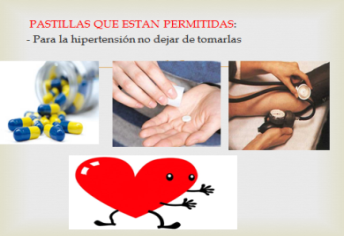 PASTILLAS QUE ESTAN PERMITIDAS:
- Para la hipertensión no dejar de tomarlas